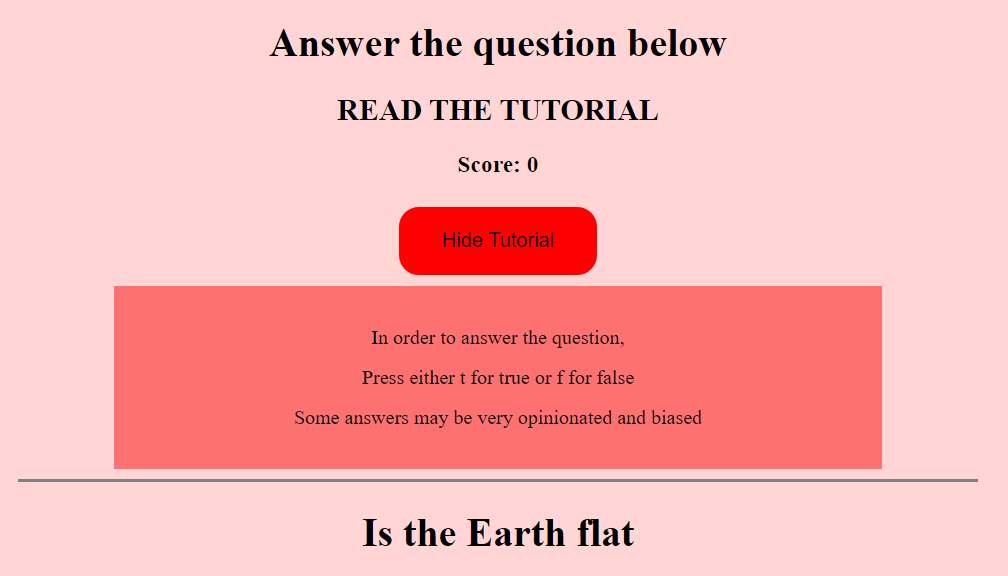 Answer the question below
READ THE TUTORIAL
Score: 0
Hide Tutorial
In order to answer the question,
Press either t for true or f for false
Some answers may be very opinionated and biased
Is the Earth flat